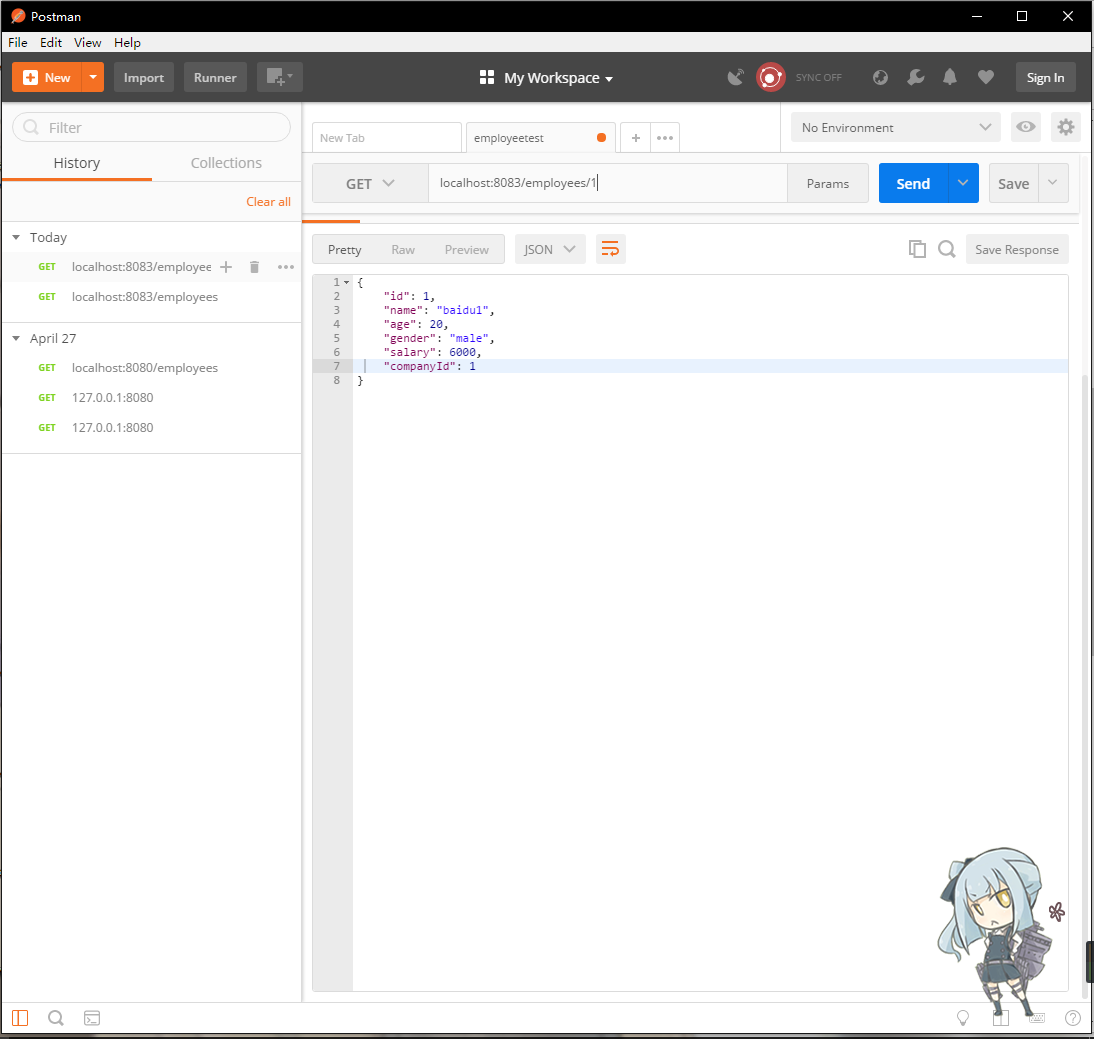 Postman
File Edit View Help
New Import Runner My Workspace SYNC OFF Sign In
Filter
History Collections
Clear all
Today
GET localhost:8083/employee
GET localhost:8083/employees
April 27
GET localhost:8080/employees
GET 127.0.0.1:8080
GET 127.0.0.1:8080
New Tab employeetest No Environment
GET localhost:8083/employees/1 Params Send Save
Pretty Raw Preview JSON Save Response
1 {
2 "id": 1,
3 "name": "baidu1",
4 "age": 20,
5 "gender": "male",
6 "salary": 6000,
7 "companyId": 1
8 }